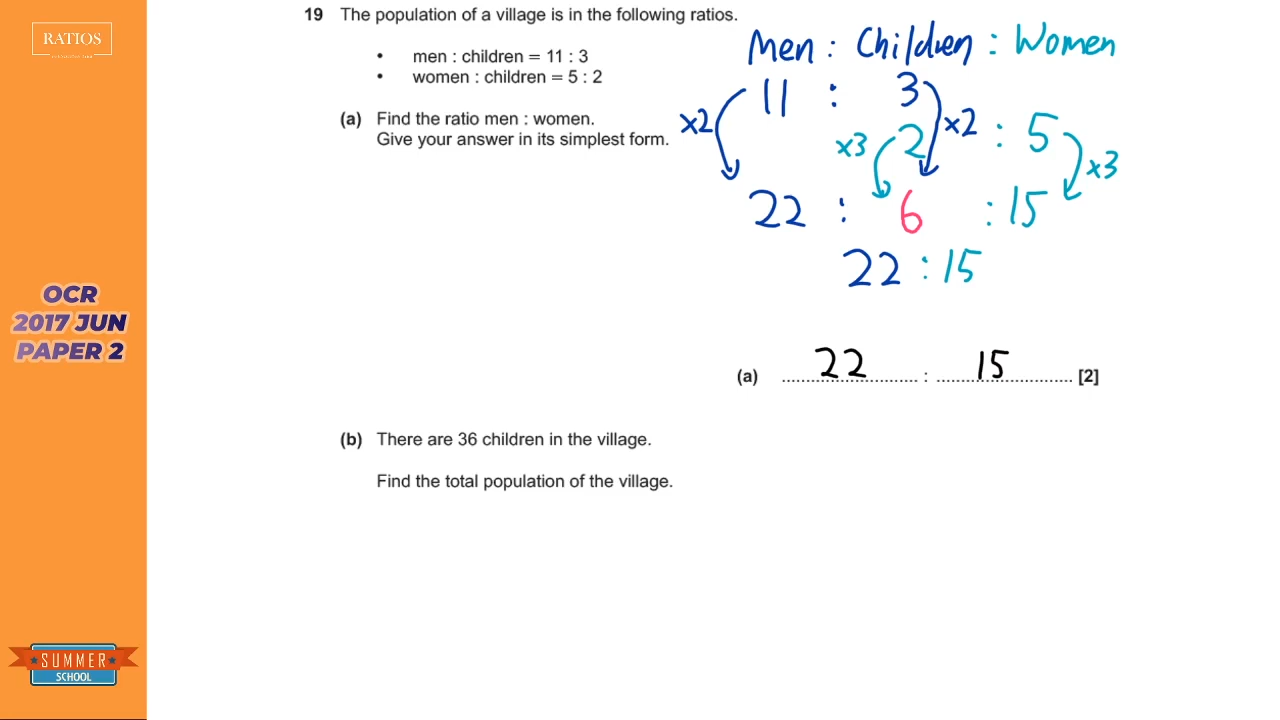 RATIOS
19 The population of a village is in the following ratios.
• men : children = 11 : 3
• women : children = 5 : 2
(a) Find the ratio men : women.
Give your answer in its simplest form.
Men : Children : Women
11 : 3
×2 ×2
2 : 5
×3 ×3
22 : 6 : 15
22 : 15
OCR
2017 JUN
PAPER 2
(a) 22 : 15 [2]
(b) There are 36 children in the village.
Find the total population of the village.
SUMMER
SCHOOL